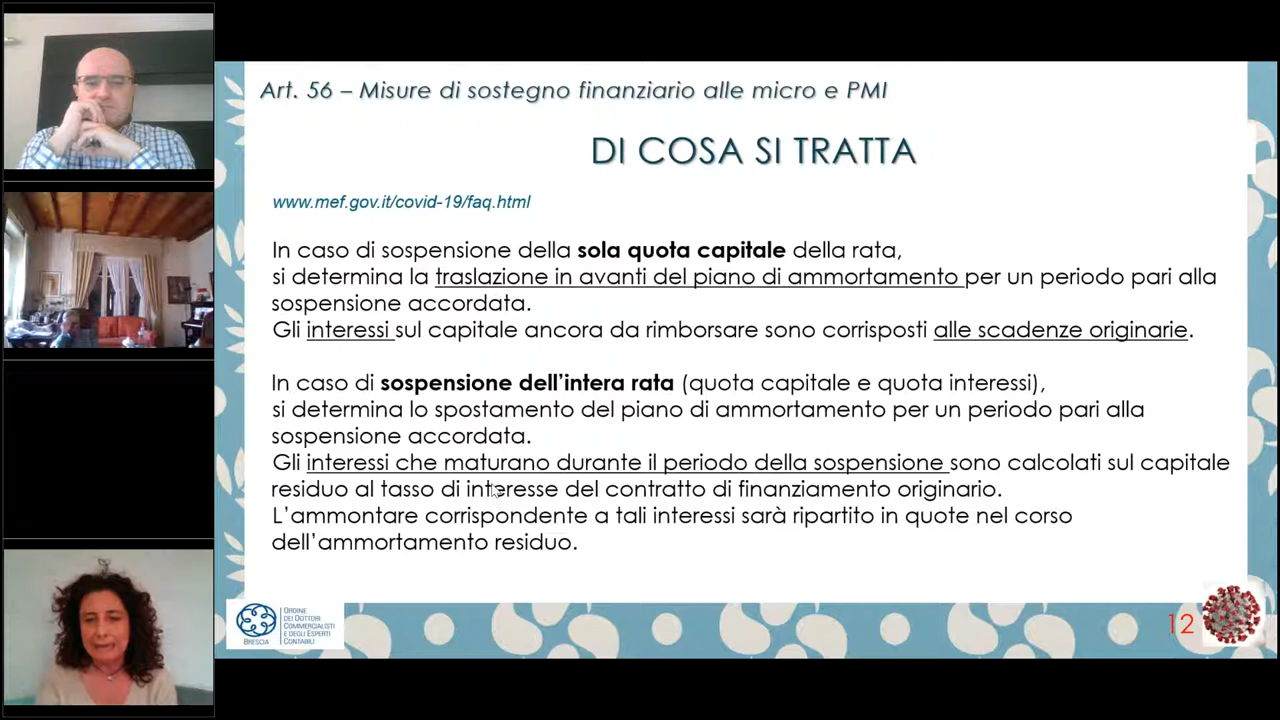 Art. 56 – Misure di sostegno finanziario alle micro e PMI
DI COSA SI TRATTA
www.mef.gov.it/covid-19/faq.html
In caso di sospensione della sola quota capitale della rata,
si determina la traslazione in avanti del piano di ammortamento per un periodo pari alla
sospensione accordata.
Gli interessi sul capitale ancora da rimborsare sono corrisposti alle scadenze originarie.
In caso di sospensione dell'intera rata (quota capitale e quota interessi),
si determina lo spostamento del piano di ammortamento per un periodo pari alla
sospensione accordata.
Gli interessi che maturano durante il periodo della sospensione sono calcolati sul capitale
residuo al tasso di interesse del contratto di finanziamento originario.
L'ammontare corrispondente a tali interessi sarà ripartito in quote nel corso
dell'ammortamento residuo.
BRESCIA
ORDINE
DEI DOTTORI
COMMERCIALISTI
E DEGLI ESPERTI
CONTABILI
12